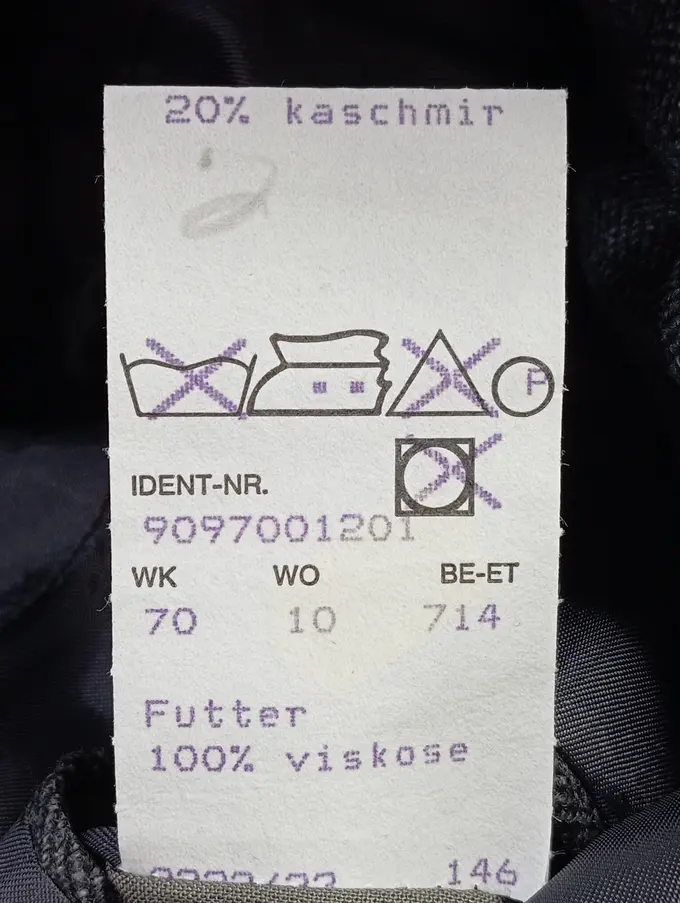 20% kaschmir
P
IDENT-NR.
9097001201
WK WO BE-ET
70 10 714
Futter
100% viskose
146